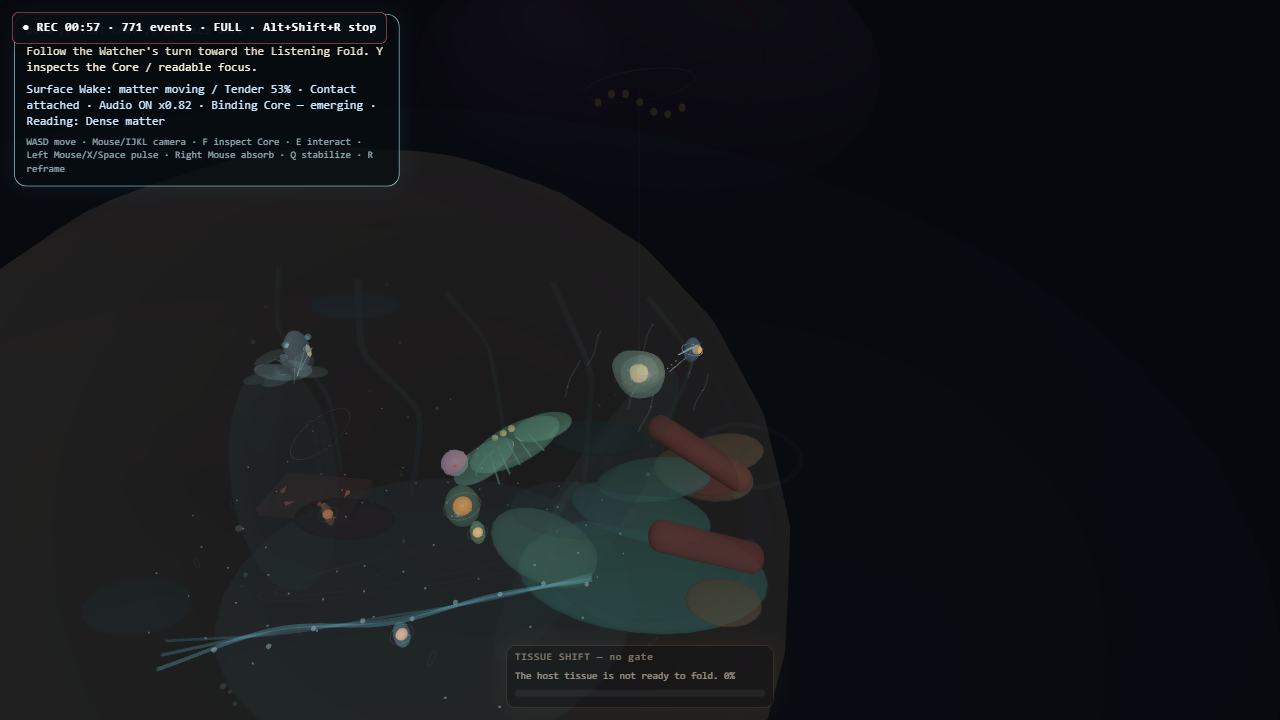 ● REC 00:57 · 771 events · FULL · Alt+Shift+R stop
Follow the Watcher's turn toward the Listening Fold. Y
inspects the Core / readable focus.
Surface Wake: matter moving / Tender 53% · Contact
attached · Audio ON x0.82 · Binding Core — emerging ·
Reading: Dense matter
WASD move · Mouse/IJKL camera · F inspect Core · E interact ·
Left Mouse/X/Space pulse · Right Mouse absorb · Q stabilize · R
reframe
TISSUE SHIFT — no gate
The host tissue is not ready to fold. 0%